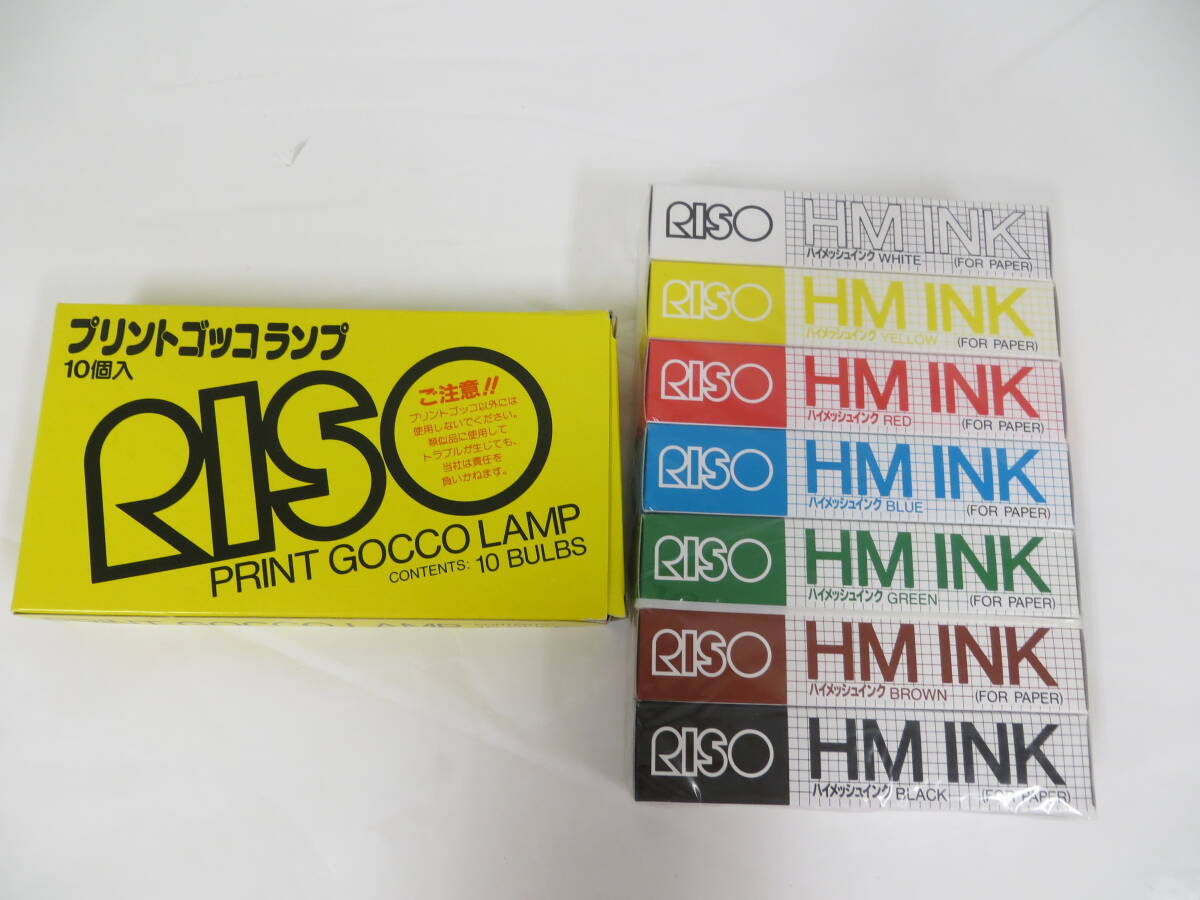 プリントゴッコランプ
10個入
RISO
ご注意!!
プリントゴッコ以外には
使用しないでください。
類似品に使用して
トラブルが生じても、
当社は責任を
負いかねます。
PRINT GOCCO LAMP
CONTENTS: 10 BULBS
RISO HM INK
ハイメッシュインク WHITE (FOR PAPER)
RISO HM INK
ハイメッシュインク YELLOW (FOR PAPER)
RISO HM INK
ハイメッシュインク RED (FOR PAPER)
RISO HM INK
ハイメッシュインク BLUE (FOR PAPER)
RISO HM INK
ハイメッシュインク GREEN (FOR PAPER)
RISO HM INK
ハイメッシュインク BROWN (FOR PAPER)
RISO HM INK
ハイメッシュインク BLACK (FOR PAPER)